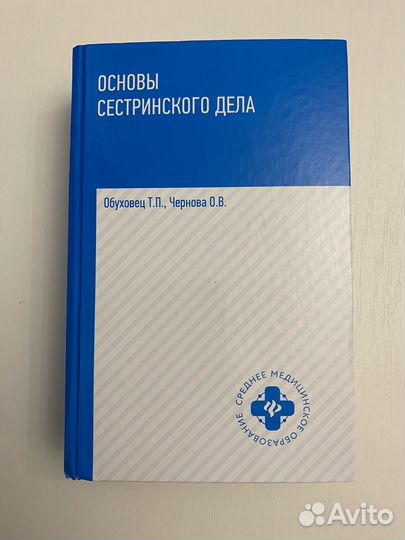 ОСНОВЫ
СЕСТРИНСКОГО ДЕЛА
Обуховец Т.П., Чернова О.В.
СРЕДНЕЕ МЕДИЦИНСКОЕ ОБРАЗОВАНИЕ
Avito